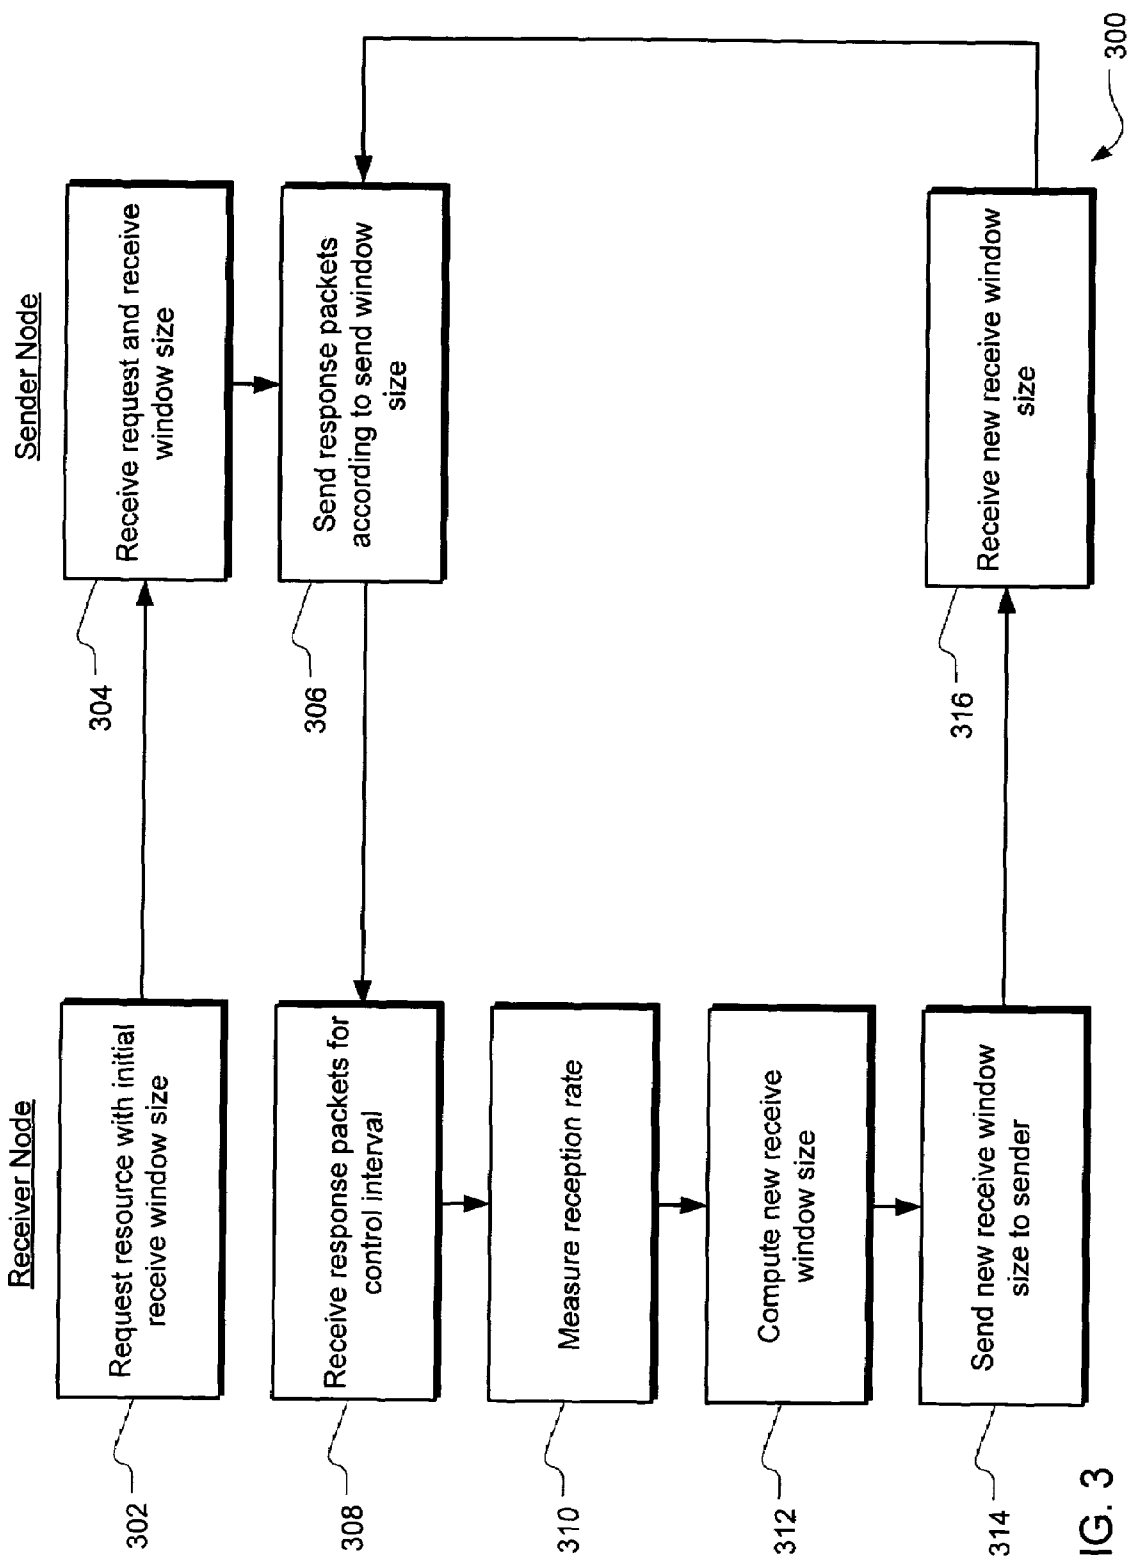 Receiver Node
Sender Node
Request resource with initial
receive window size
302
Receive request and receive
window size
304
Send response packets
according to send window
size
306
Receive response packets for
control interval
308
Measure reception rate
310
Compute new receive
window size
312
Send new receive window
size to sender
314
Receive new receive window
size
316
300
IG. 3